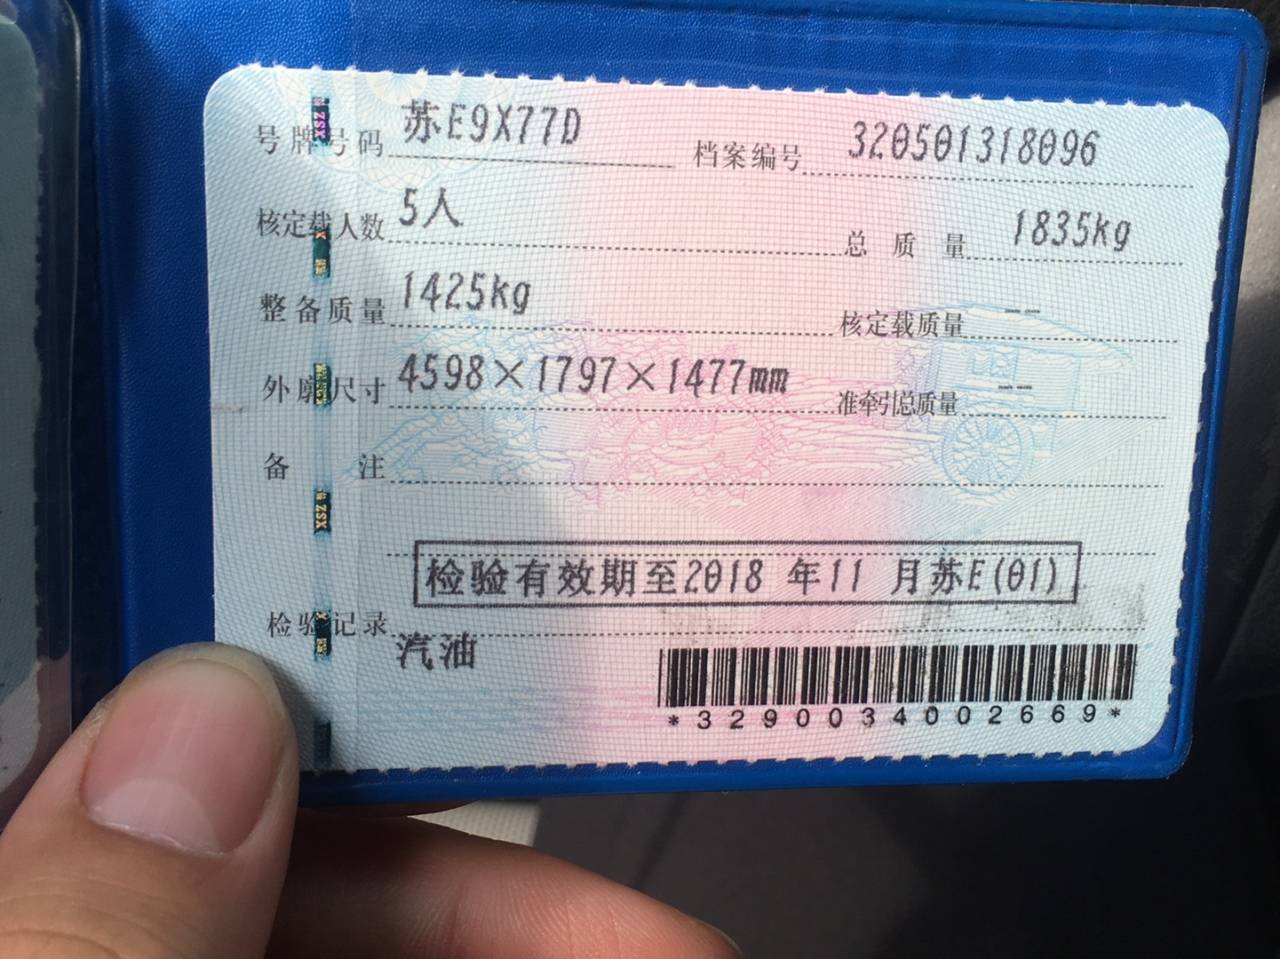 号牌号码 苏E9X77D 档案编号 320501318096
核定载人数 5人 总质量 1835kg
整备质量 1425kg 核定载质量 -- --
外廓尺寸 4598×1797×1477mm 准牵引总质量 -- --
备注
检验有效期至2018 年11 月苏E(01)
检验记录
汽油
*3290034002669*